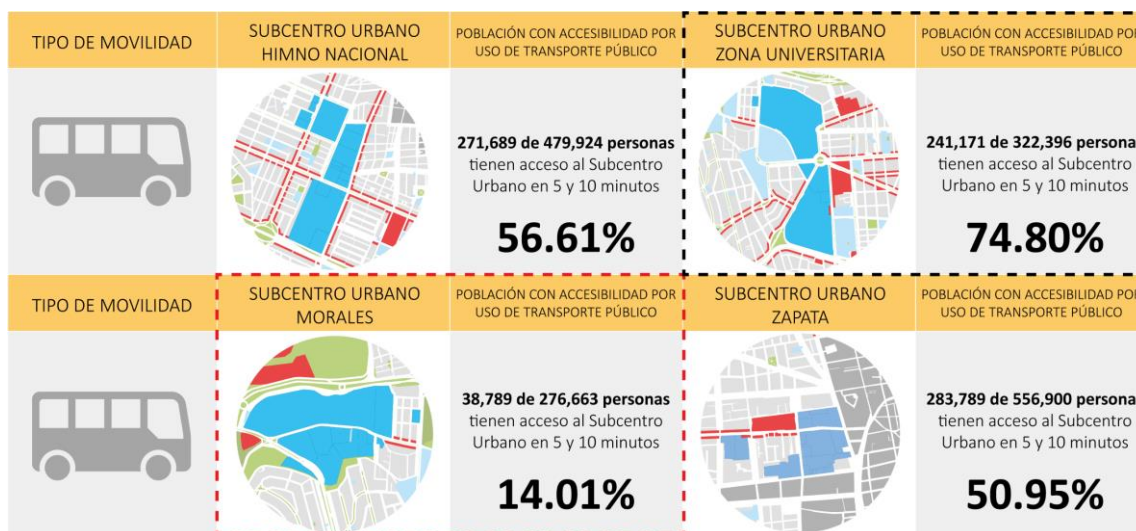 TIPO DE MOVILIDAD
SUBCENTRO URBANO
HIMNO NACIONAL
POBLACIÓN CON ACCESIBILIDAD POR
USO DE TRANSPORTE PÚBLICO
SUBCENTRO URBANO
ZONA UNIVERSITARIA
POBLACIÓN CON ACCESIBILIDAD POR
USO DE TRANSPORTE PÚBLICO
271,689 de 479,924 personas
tienen acceso al Subcentro
Urbano en 5 y 10 minutos
56.61%
241,171 de 322,396 persona
tienen acceso al Subcentro
Urbano en 5 y 10 minutos
74.80%
TIPO DE MOVILIDAD
SUBCENTRO URBANO
MORALES
POBLACIÓN CON ACCESIBILIDAD POR
USO DE TRANSPORTE PÚBLICO
SUBCENTRO URBANO
ZAPATA
POBLACIÓN CON ACCESIBILIDAD POR
USO DE TRANSPORTE PÚBLICO
38,789 de 276,663 personas
tienen acceso al Subcentro
Urbano en 5 y 10 minutos
14.01%
283,789 de 556,900 persona
tienen acceso al Subcentro
Urbano en 5 y 10 minutos
50.95%